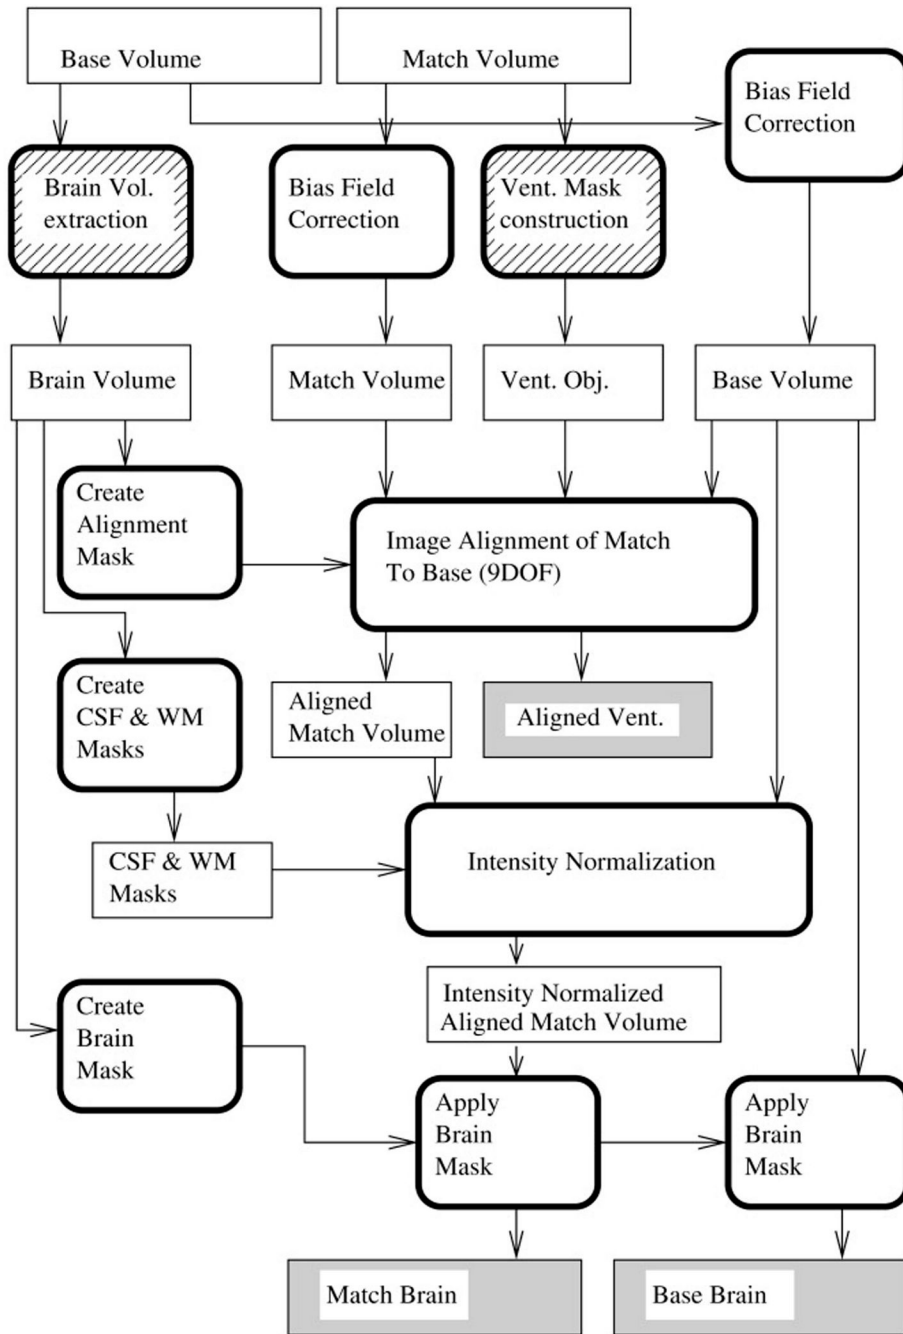 Base Volume
Match Volume
Bias Field
Correction
Brain Vol.
extraction
Bias Field
Correction
Vent. Mask
construction
Brain Volume
Match Volume
Vent. Obj.
Base Volume
Create
Alignment
Mask
Image Alignment of Match
To Base (9DOF)
Create
CSF & WM
Masks
Aligned
Match Volume
Aligned Vent.
CSF & WM
Masks
Intensity Normalization
Intensity Normalized
Aligned Match Volume
Create
Brain
Mask
Apply
Brain
Mask
Apply
Brain
Mask
Match Brain
Base Brain